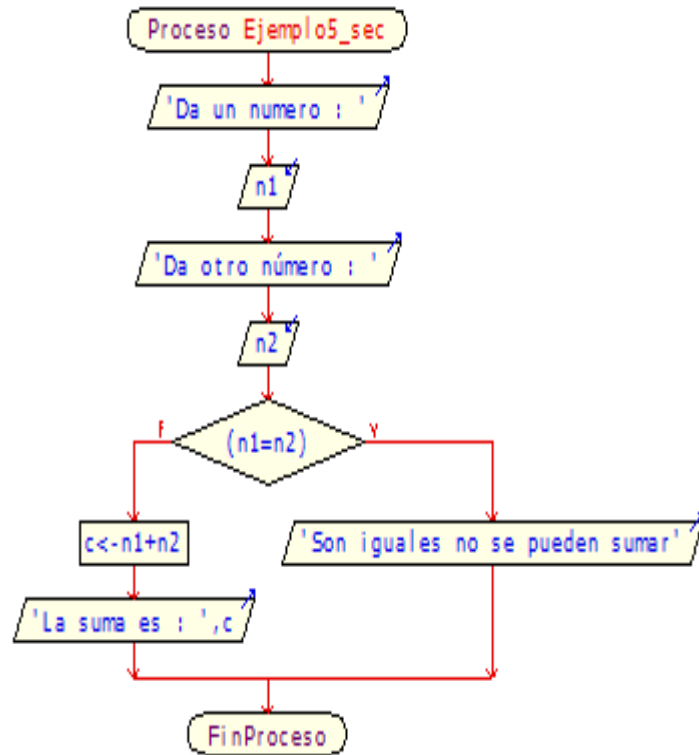 Proceso Ejemplo5_sec
'Da un numero : '
n1
'Da otro número : '
n2
(n1=n2)
F
V
c<-n1+n2
'Son iguales no se pueden sumar'
'La suma es : ',c
FinProceso